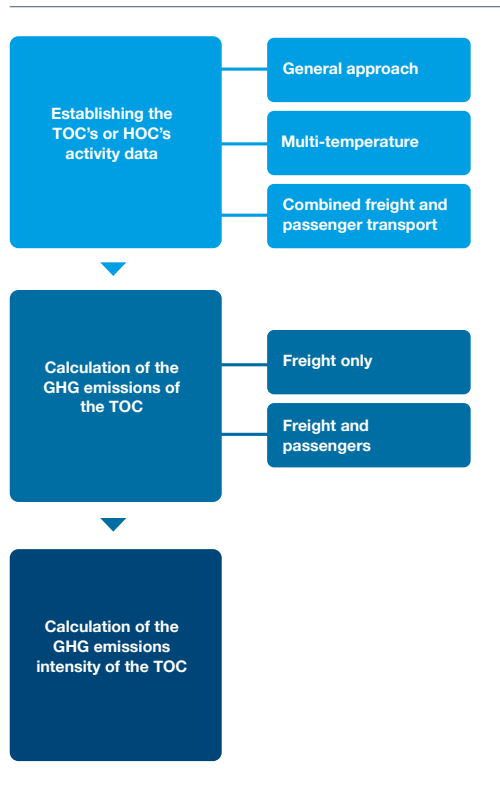 Establishing the
TOC's or HOC's
activity data
General approach
Multi-temperature
Combined freight and
passenger transport
Calculation of the
GHG emissions of
the TOC
Freight only
Freight and
passengers
Calculation of the
GHG emissions
intensity of the TOC